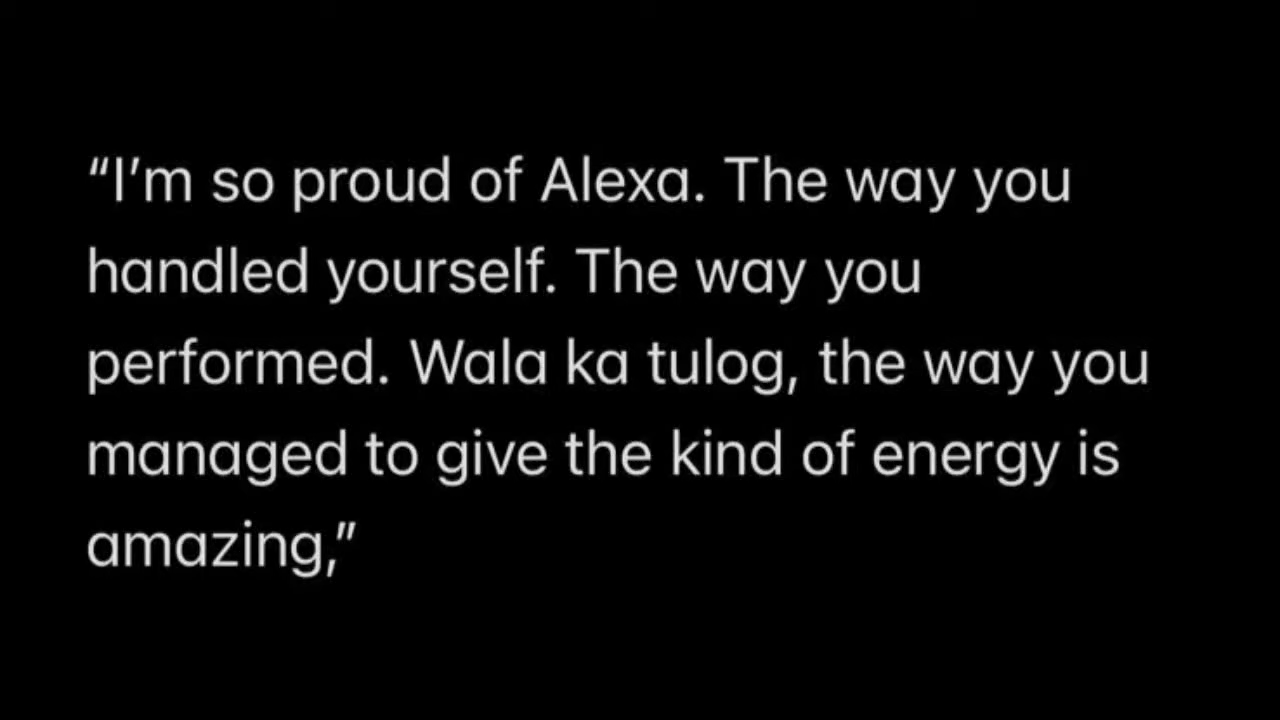 “I’m so proud of Alexa. The way you
handled yourself. The way you
performed. Wala ka tulog, the way you
managed to give the kind of energy is
amazing,”